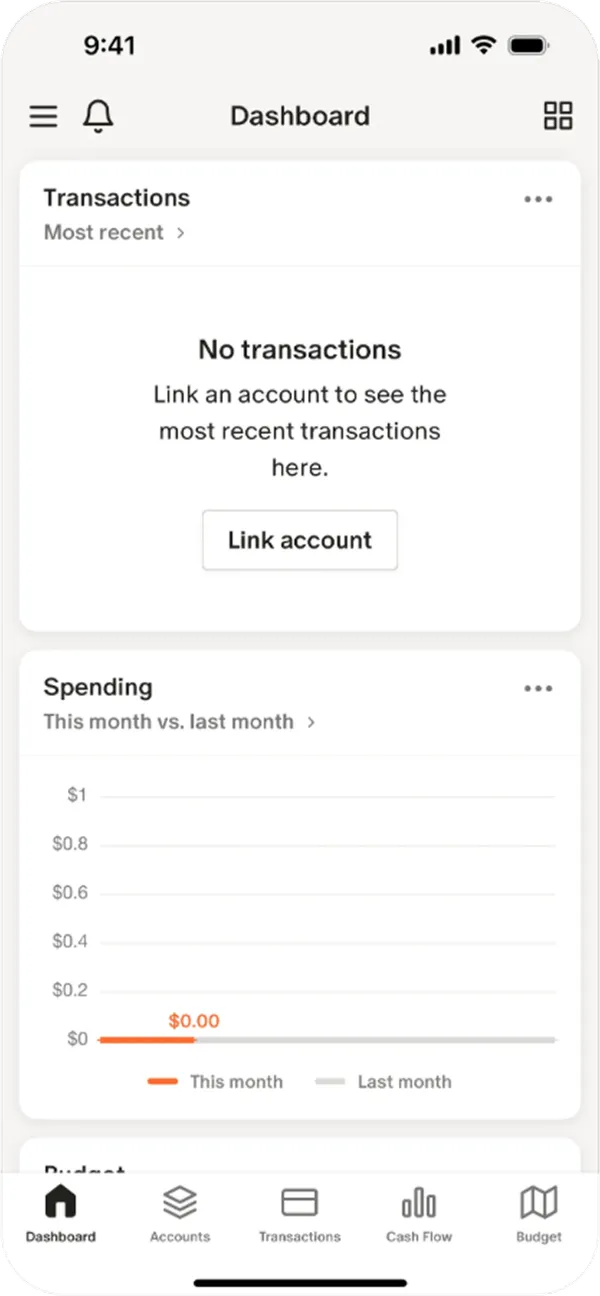 9:41
Dashboard
Transactions
Most recent >
No transactions
Link an account to see the
most recent transactions
here.
Link account
Spending
This month vs. last month >
$1
$0.8
$0.6
$0.4
$0.2
$0.00
$0
This month
Last month
Budget
Dashboard
Accounts
Transactions
Cash Flow
Budget